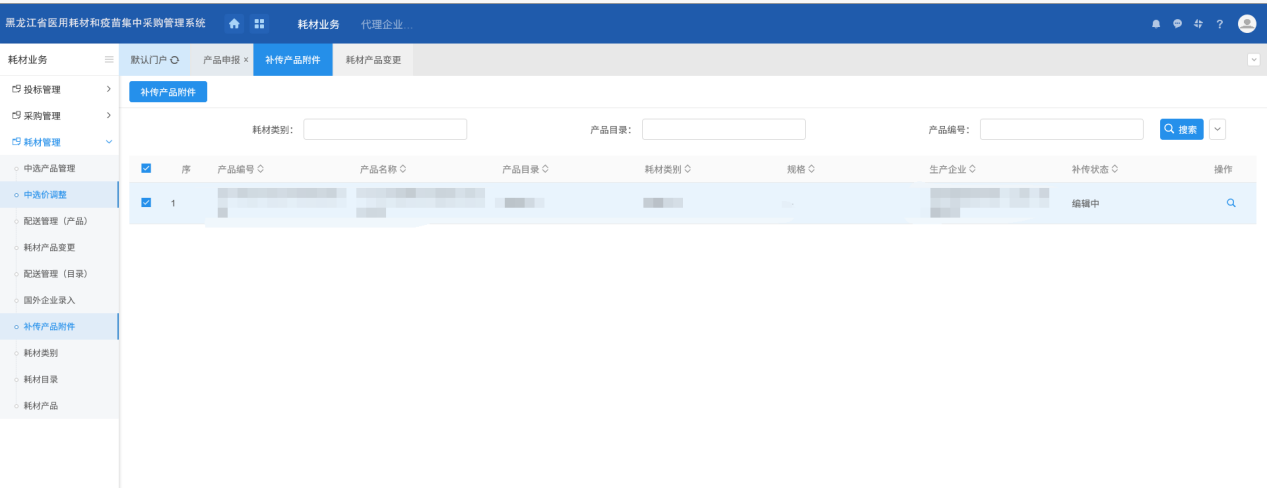 黑龙江省医用耗材和疫苗集中采购管理系统 耗材业务 代理企业... ?
耗材业务 默认门户 产品申报 × 补传产品附件 耗材产品变更
投标管理
采购管理
耗材管理
中选产品管理
中选价调整
配送管理（产品）
耗材产品变更
配送管理（目录）
国外企业录入
补传产品附件
耗材类别
耗材目录
耗材产品
补传产品附件
耗材类别： 产品目录： 产品编号： 搜索
序 产品编号 产品名称 产品目录 耗材类别 规格 生产企业 补传状态 操作
1 编辑中